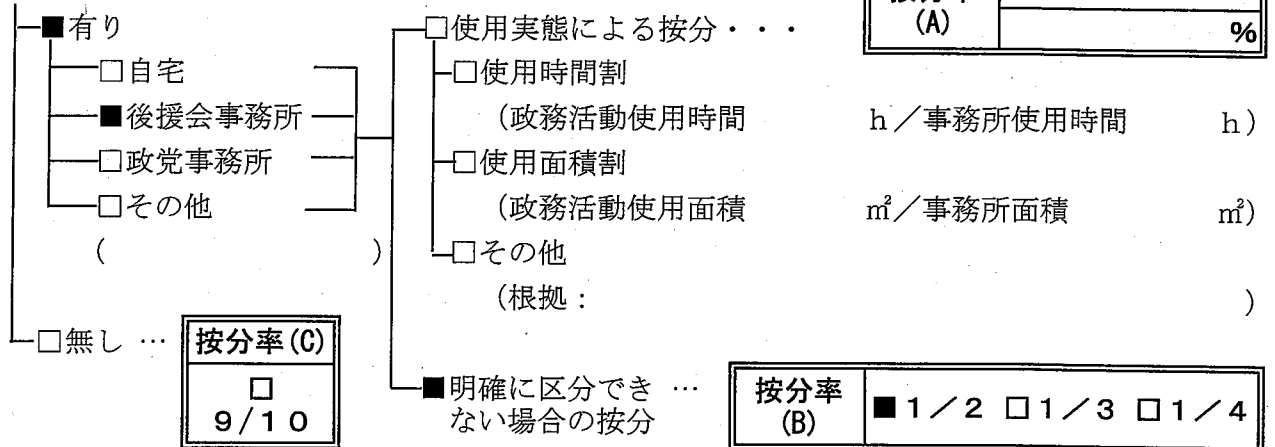 ■有り
□使用実態による按分・・・
(A)
%
□自宅
□使用時間割
■後援会事務所
(政務活動使用時間 h/事務所使用時間 h)
□政党事務所
□使用面積割
□その他
(政務活動使用面積 ㎡/事務所面積 ㎡)
( )
□その他
(根拠: )
□無し …
按分率(C)
□
9/10
■明確に区分でき …
ない場合の按分
按分率
(B)
■1/2 □1/3 □1/4